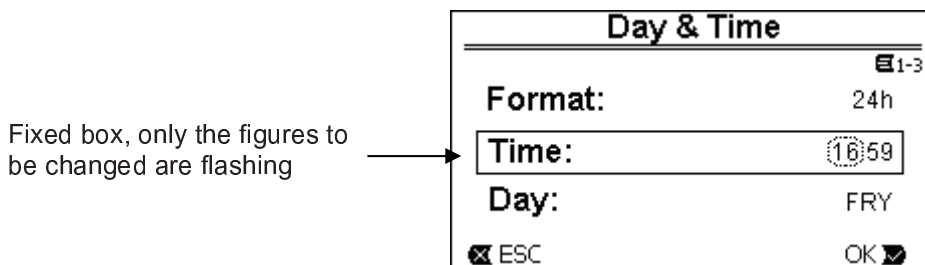 Day & Time
1-3
Format: 24h
Fixed box, only the figures to
be changed are flashing
Time: 16:59
Day: FRY
ESC OK